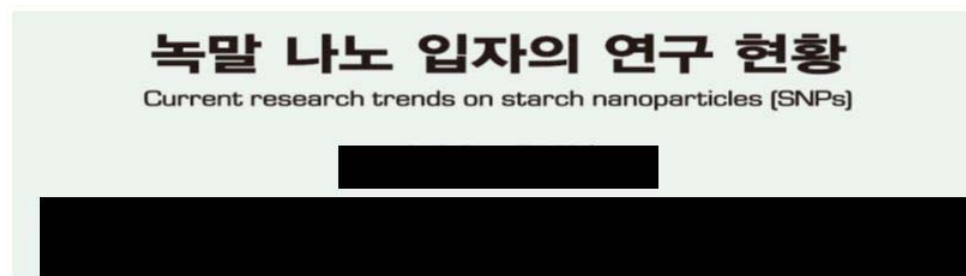 녹말 나노 입자의 연구 현황
Current research trends on starch nanoparticles (SNPs)